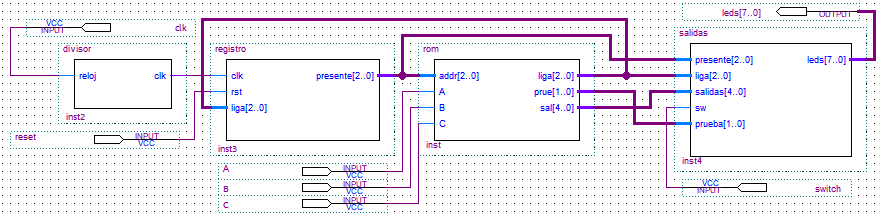 VCC
INPUT
clk
leds[7..0]
OUTPUT
divisor
reloj
clk
inst2
registro
clk
rst
liga[2..0]
presente[2..0]
inst3
rom
addr[2..0]
A
B
C
liga[2..0]
prue[1..0]
sal[4..0]
inst
salidas
presente[2..0]
liga[2..0]
salidas[4..0]
sw
prueba[1..0]
leds[7..0]
inst4
reset
INPUT
VCC
A
INPUT
VCC
B
INPUT
VCC
C
INPUT
VCC
VCC
INPUT
switch